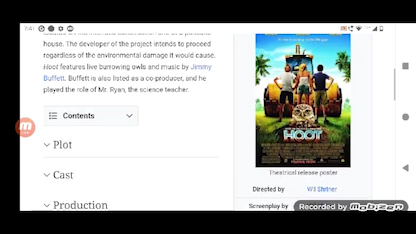 7:41
house. The developer of the project intends to proceed
regardless of the environmental damage it would cause.
Hoot features live burrowing owls and music by Jimmy
Buffett. Buffett is also listed as a co-producer, and he
played the role of Mr. Ryan, the science teacher.
Contents
Plot
Cast
Production
HOOT
Theatrical release poster
Directed by Wil Shriner
Screenplay by
Recorded by Mobizen